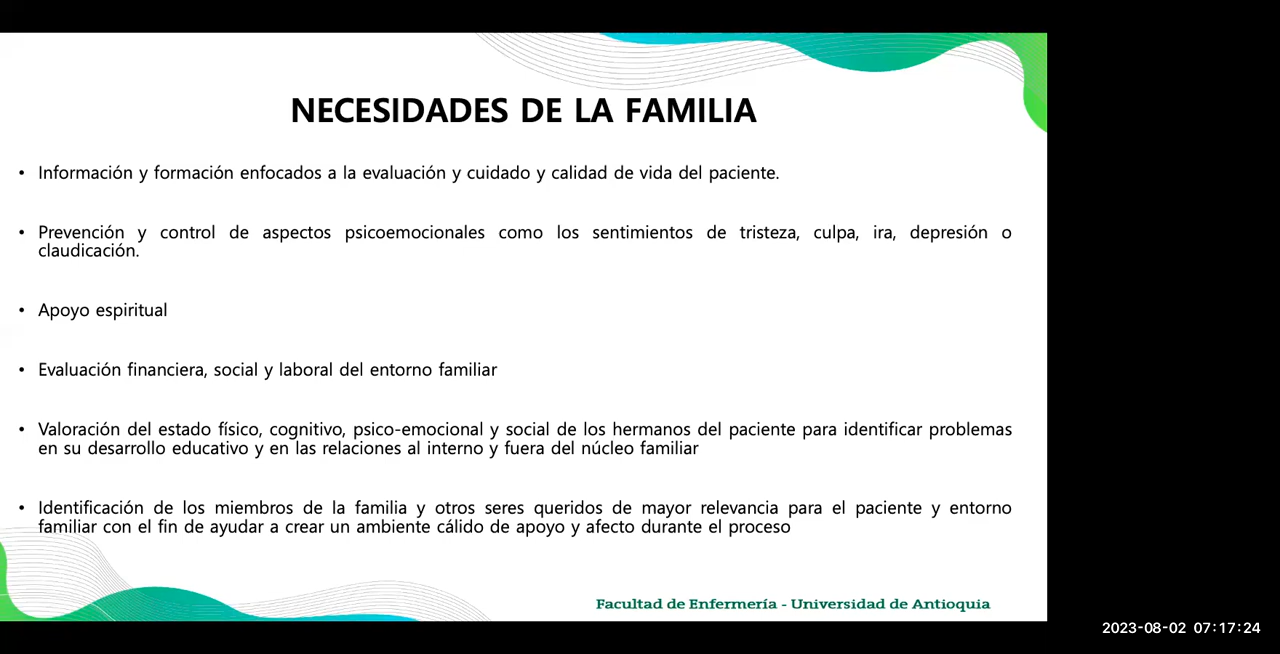 NECESIDADES DE LA FAMILIA
• Información y formación enfocados a la evaluación y cuidado y calidad de vida del paciente.
• Prevención y control de aspectos psicoemocionales como los sentimientos de tristeza, culpa, ira, depresión o
claudicación.
• Apoyo espiritual
• Evaluación financiera, social y laboral del entorno familiar
• Valoración del estado físico, cognitivo, psico-emocional y social de los hermanos del paciente para identificar problemas
en su desarrollo educativo y en las relaciones al interno y fuera del núcleo familiar
• Identificación de los miembros de la familia y otros seres queridos de mayor relevancia para el paciente y entorno
familiar con el fin de ayudar a crear un ambiente cálido de apoyo y afecto durante el proceso
Facultad de Enfermería - Universidad de Antioquia
2023-08-02 07:17:24